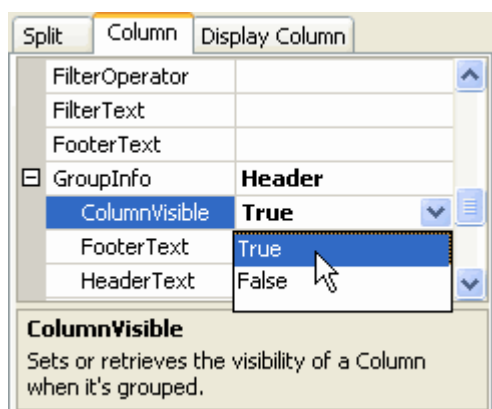 Split Column Display Column
FilterOperator
FilterText
FooterText
GroupInfo Header
ColumnVisible True
FooterText True
HeaderText False
ColumnVisible
Sets or retrieves the visibility of a Column
when it's grouped.